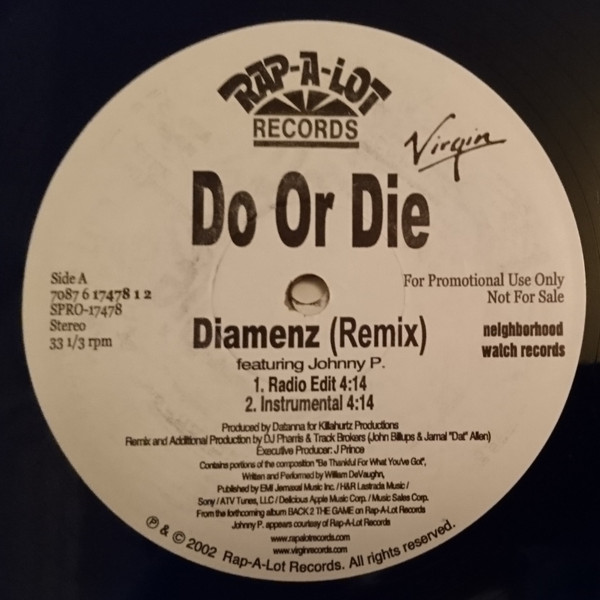 RAP-A-LOT
RECORDS
Virgin
Do Or Die
Side A
7087 6 17478 1 2
SPRO-17478
Stereo
33 1/3 rpm
For Promotional Use Only
Not For Sale
neighborhood
watch records
Diamenz (Remix)
featuring Johnny P.
1. Radio Edit 4:14
2. Instrumental 4:14
Produced by Datanna for Killahurtz Productions
Remix and Additional Production by DJ Pharris & Track Brokers (John Billups & Jamal "Dat" Allen)
Executive Producer: J Prince
Contains portions of the composition "Be Thankful For What You've Got",
Written and Performed by William DeVaughn,
Published by EMI Jemaxal Music Inc. / H&R Lastrada Music /
Sony / ATV Tunes, LLC / Delicious Apple Music Corp. / Music Sales Corp.
From the forthcoming album BACK 2 THE GAME on Rap-A-Lot Records
Johnny P. appears courtesy of Rap-A-Lot Records
www.rapalotrecords.com
www.virginrecords.com
℗ & © 2002 Rap-A-Lot Records. All rights reserved.